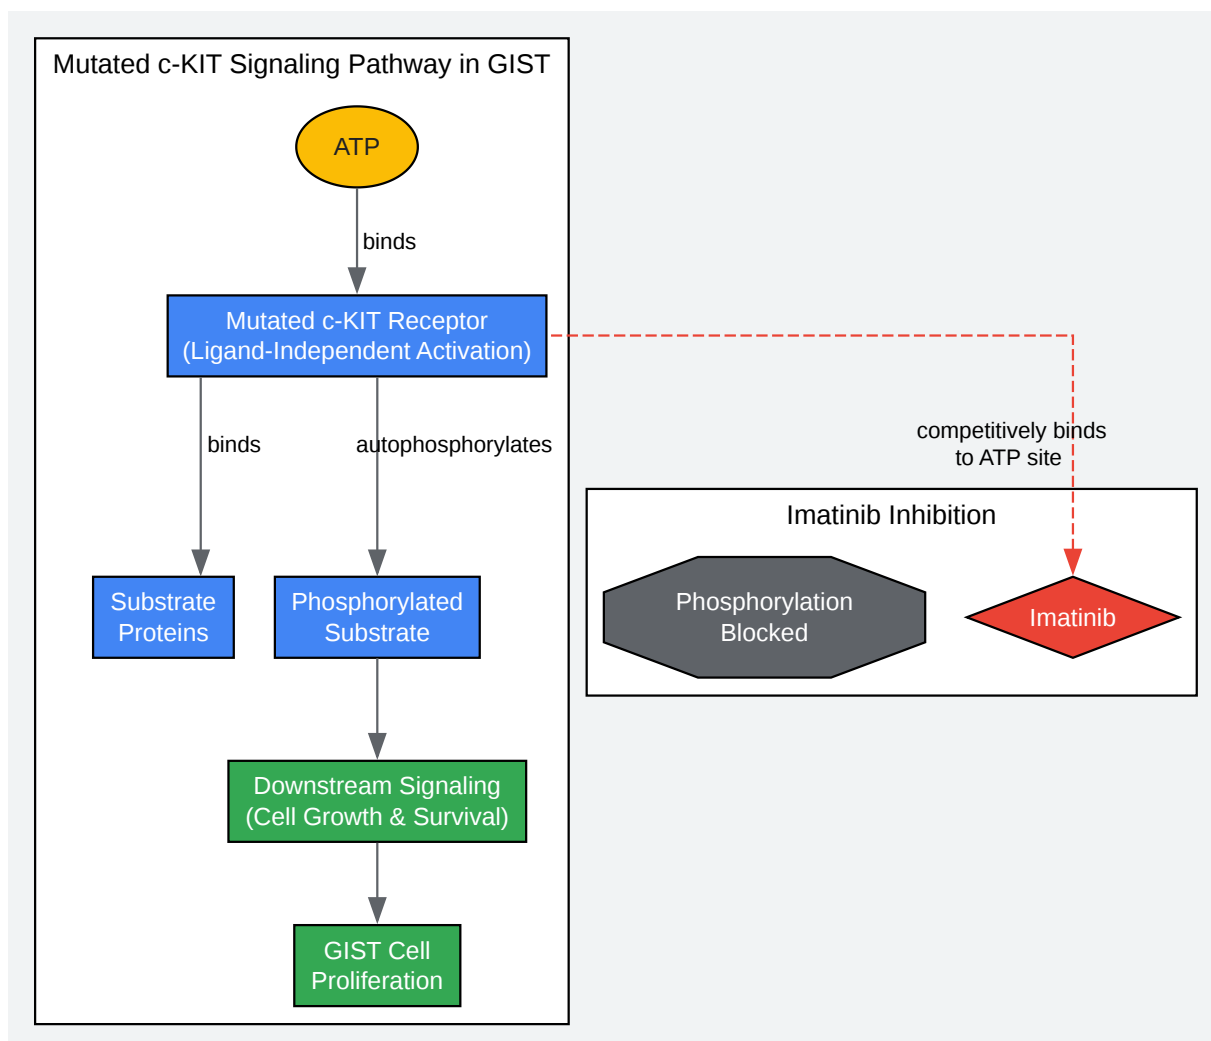 Mutated c-KIT Signaling Pathway in GIST
ATP
binds
Mutated c-KIT Receptor
(Ligand-Independent Activation)
binds
autophosphorylates
competitively binds
to ATP site
Imatinib Inhibition
Substrate
Proteins
Phosphorylated
Substrate
Phosphorylation
Blocked
Imatinib
Downstream Signaling
(Cell Growth & Survival)
GIST Cell
Proliferation